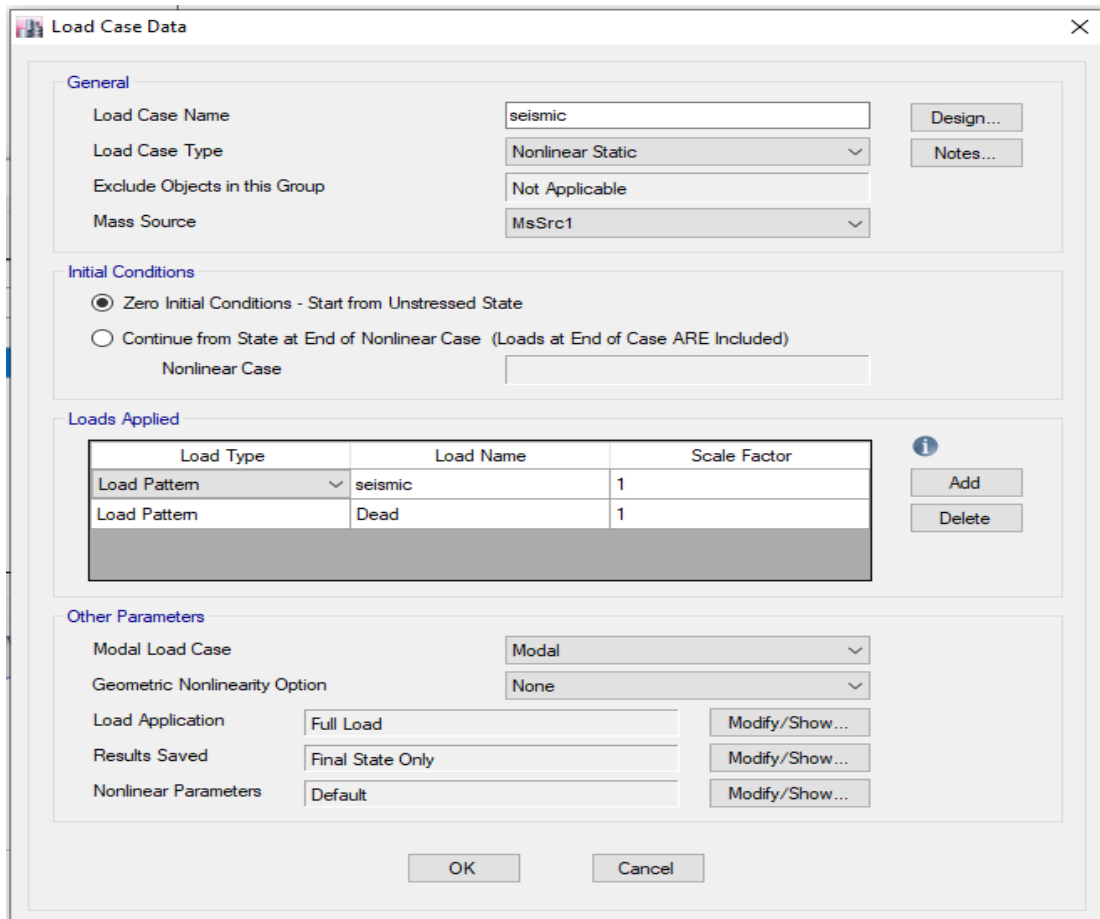 Load Case Data
General
Load Case Name seismic Design...
Load Case Type Nonlinear Static Notes...
Exclude Objects in this Group Not Applicable
Mass Source MsSrc1
Initial Conditions
Zero Initial Conditions - Start from Unstressed State
Continue from State at End of Nonlinear Case (Loads at End of Case ARE Included)
Nonlinear Case
Loads Applied
Load Type Load Name Scale Factor
Load Pattern seismic 1 Add
Load Pattern Dead 1 Delete
Other Parameters
Modal Load Case Modal
Geometric Nonlinearity Option None
Load Application Full Load Modify/Show...
Results Saved Final State Only Modify/Show...
Nonlinear Parameters Default Modify/Show...
OK Cancel